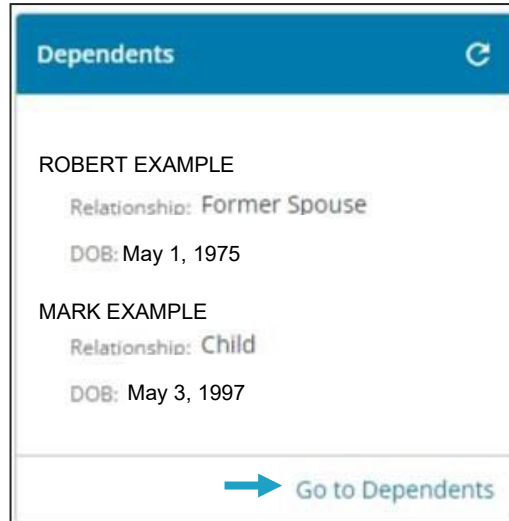 Dependents
ROBERT EXAMPLE
Relationship: Former Spouse
DOB: May 1, 1975
MARK EXAMPLE
Relationship: Child
DOB: May 3, 1997
Go to Dependents